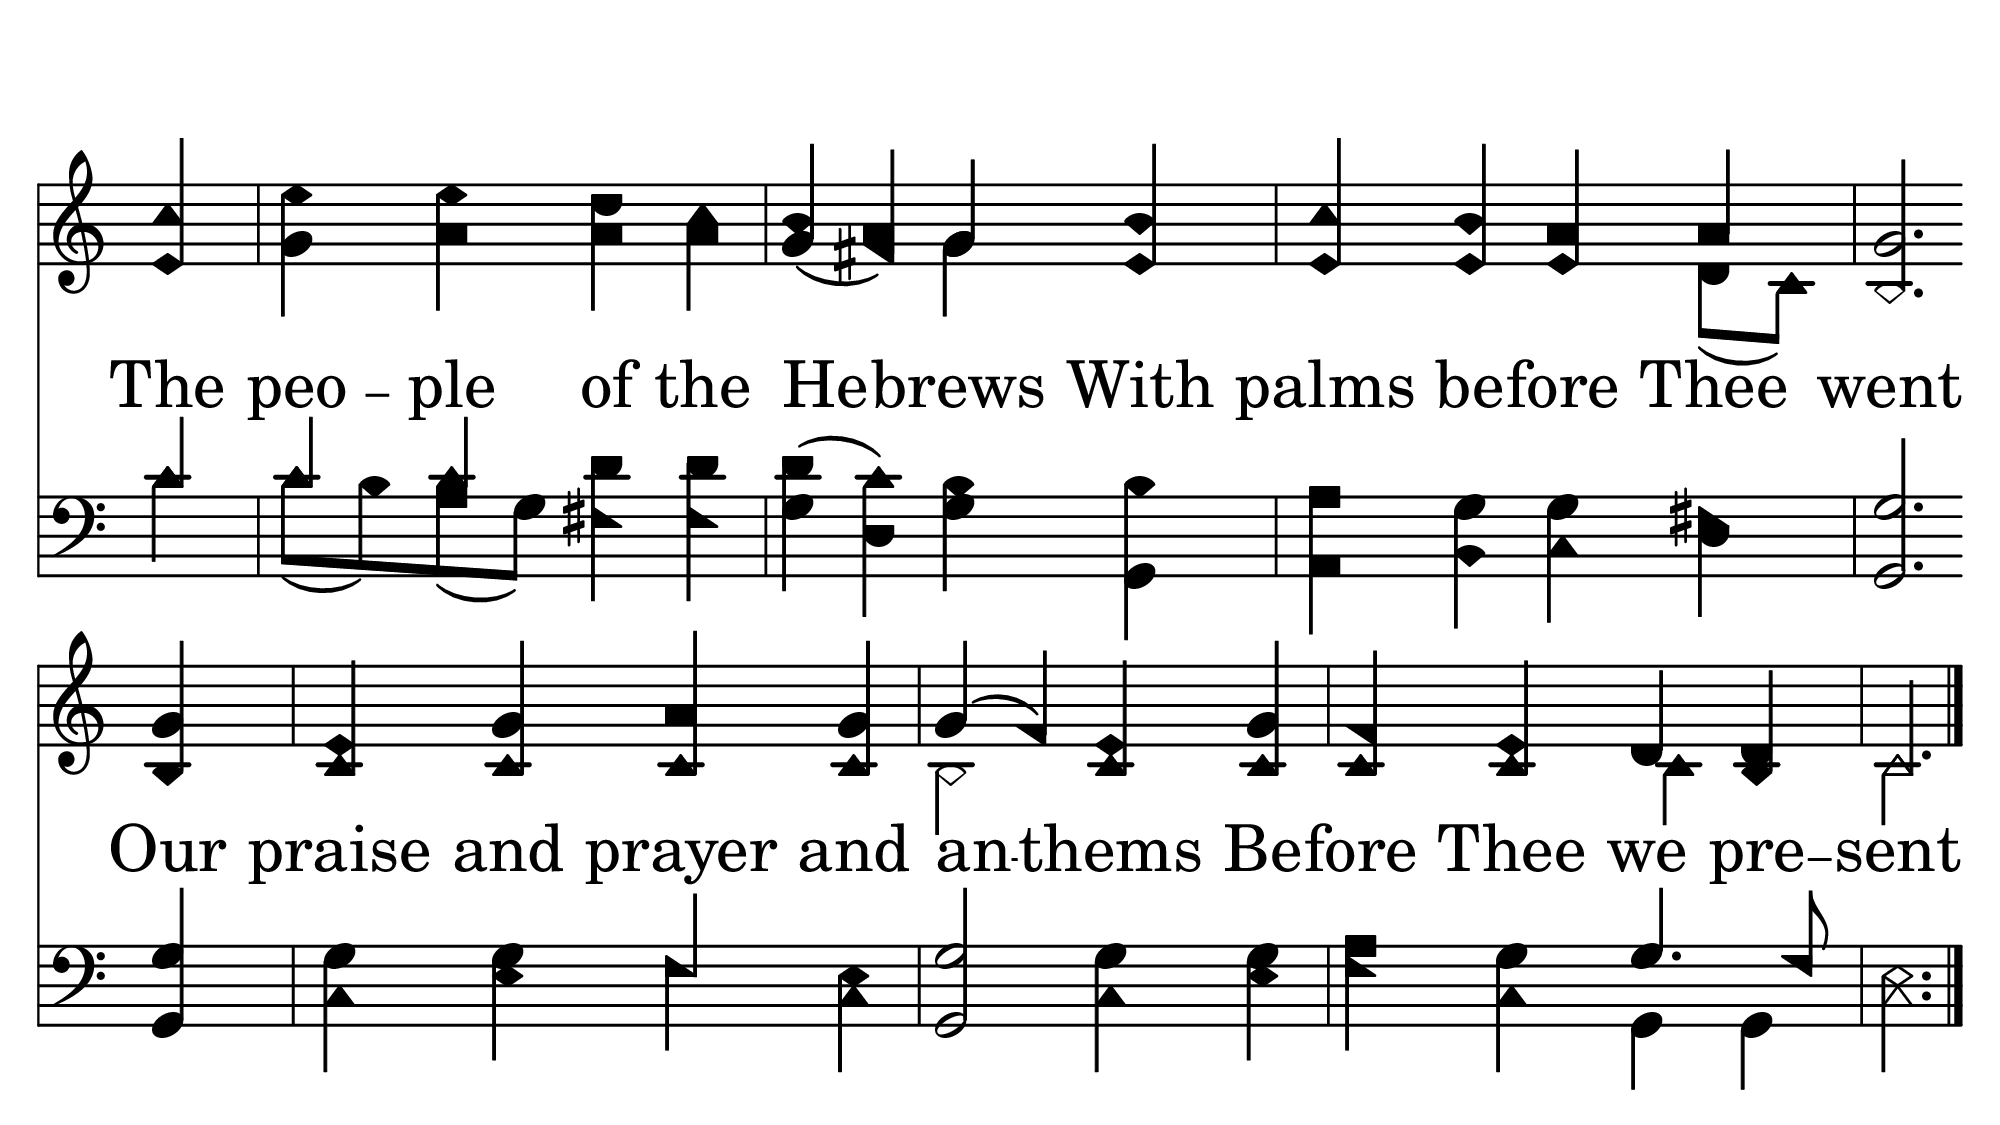 The peo – ple of the Hebrews With palms before Thee went
Our praise and prayer and an-thems Before Thee we pre–sent